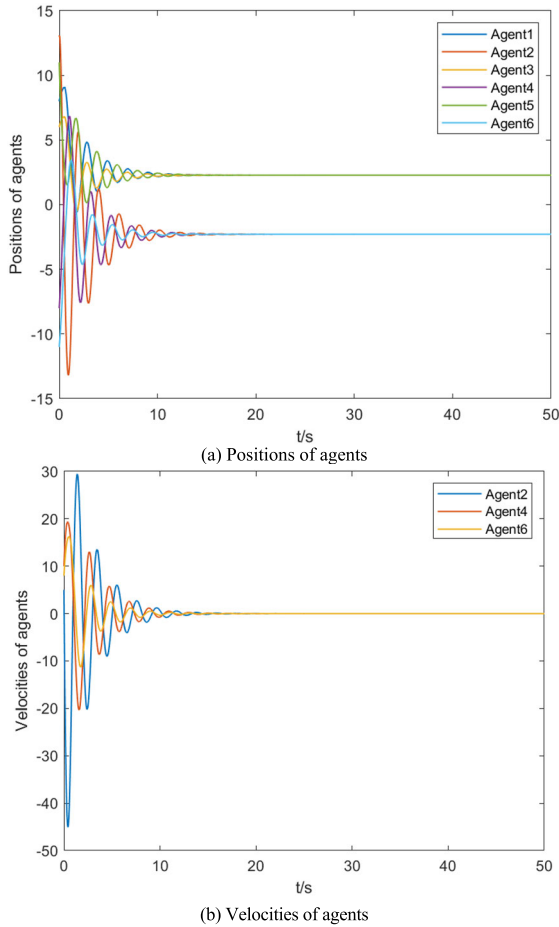 15
10
5
0
-5
-10
-15
Positions of agents
Agent1
Agent2
Agent3
Agent4
Agent5
Agent6
0
10
20
30
40
50
t/s
(a) Positions of agents
30
20
10
0
-10
-20
-30
-40
-50
Velocities of agents
Agent2
Agent4
Agent6
0
10
20
30
40
50
t/s
(b) Velocities of agents